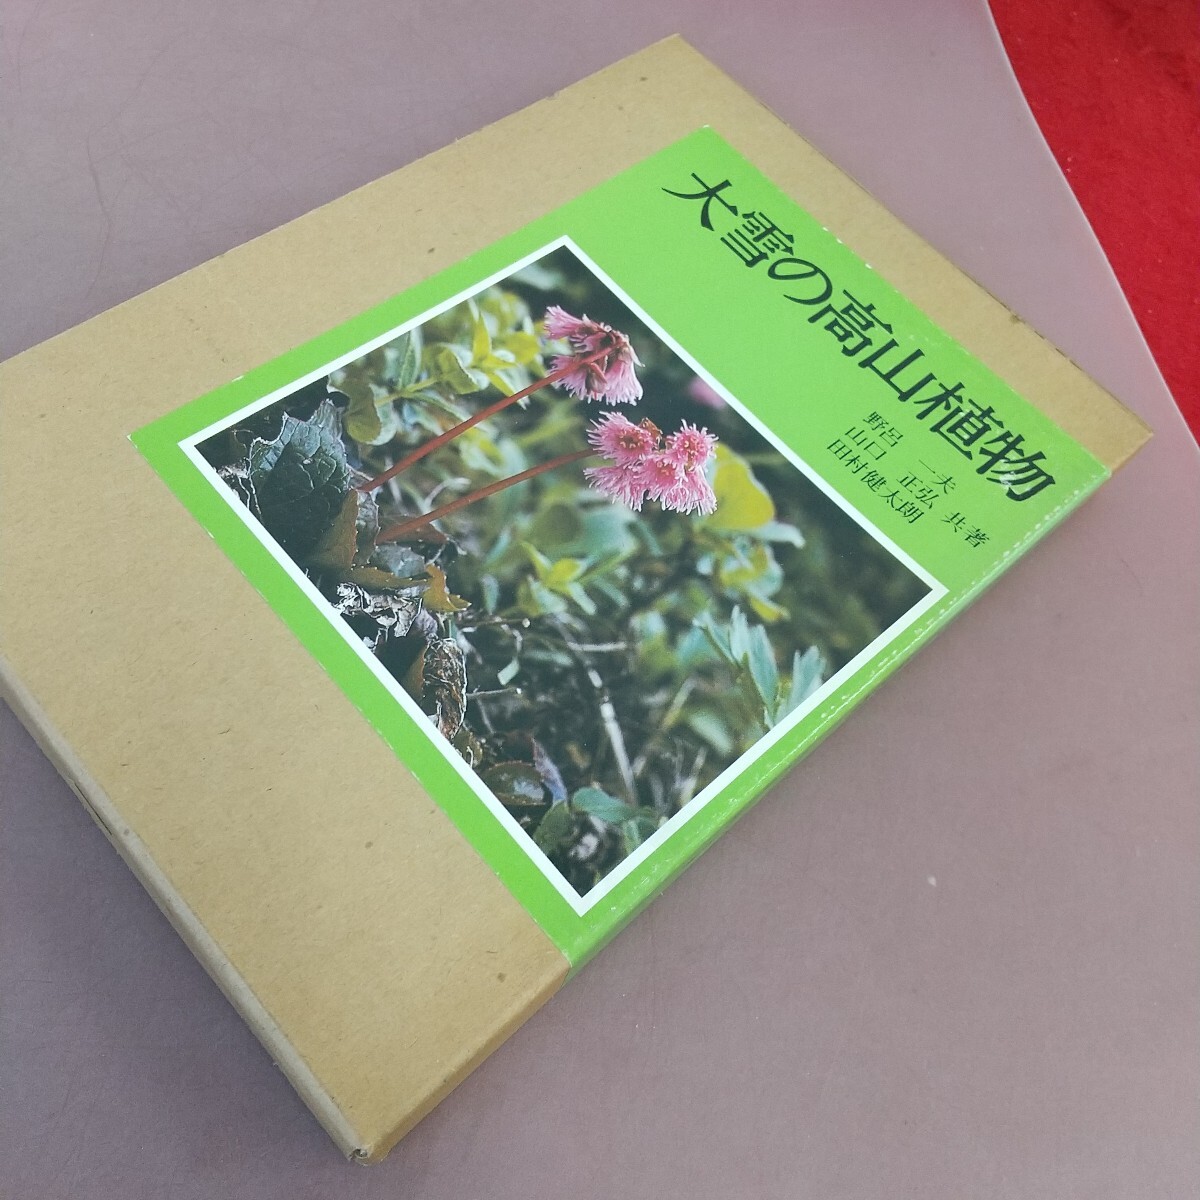 大雪の高山植物
野呂 一夫
山口 正弘 共著
田村健太朗